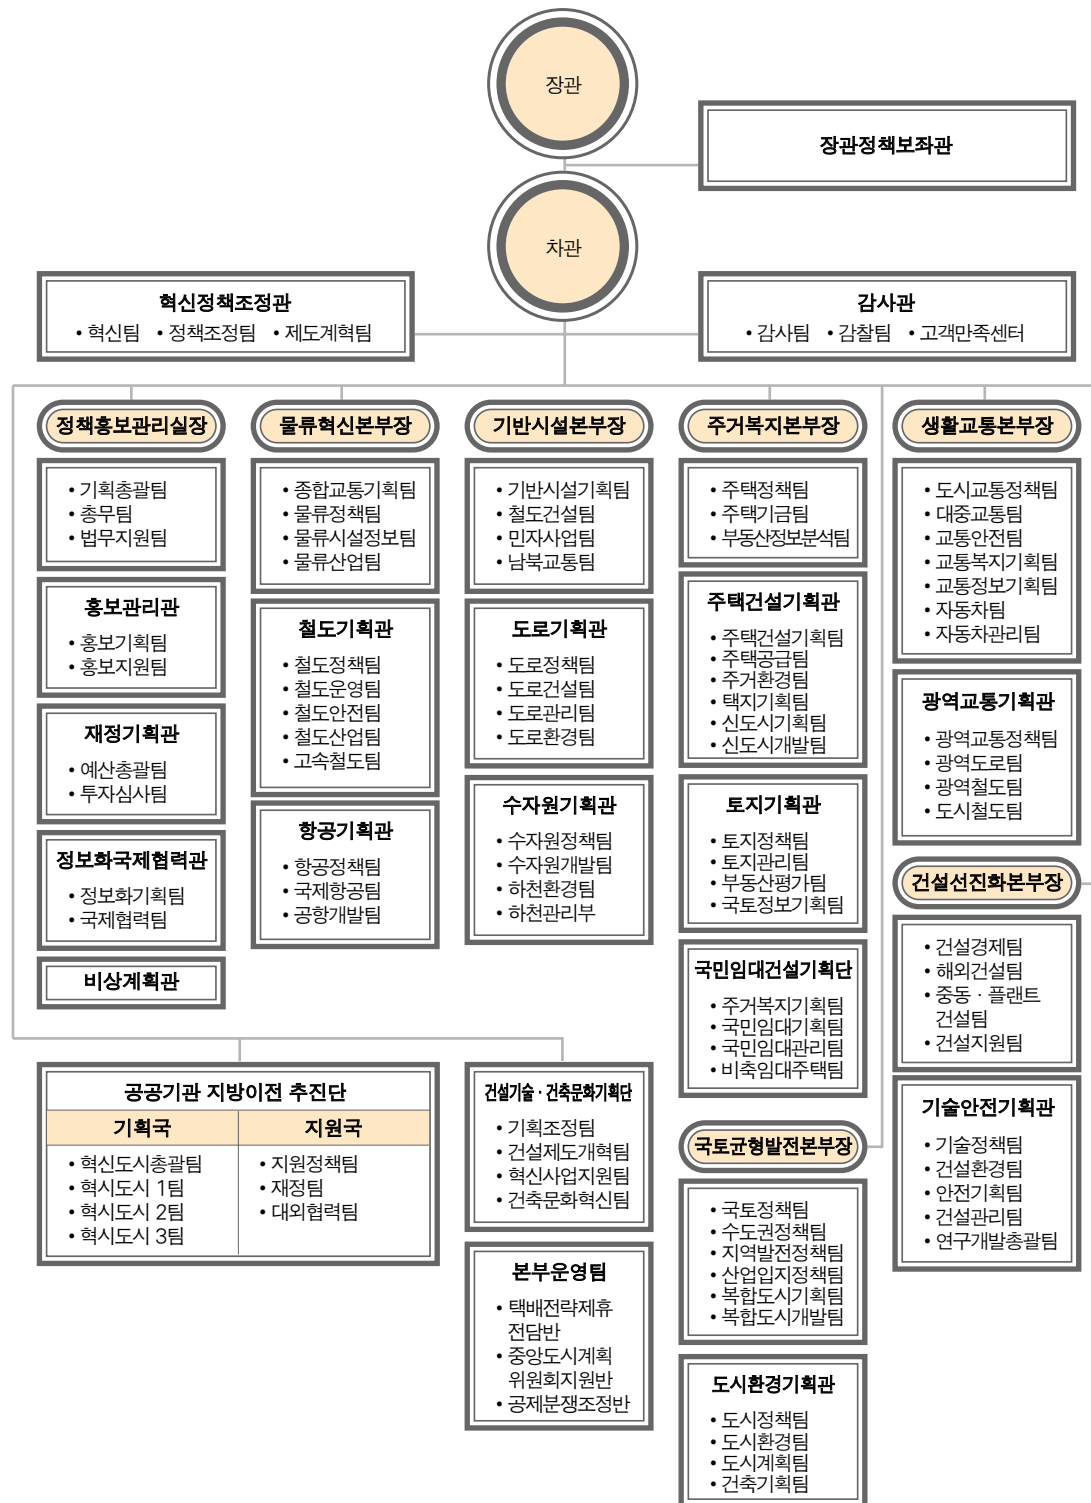 장관
장관정책보좌관
차관
혁신정책조정관
• 혁신팀 • 정책조정팀 • 제도계혁팀
감사관
• 감사팀 • 감찰팀 • 고객만족센터
정책홍보관리실장
• 기획총괄팀
• 총무팀
• 법무지원팀
홍보관리관
• 홍보기획팀
• 홍보지원팀
재정기획관
• 예산총괄팀
• 투자심사팀
정보화국제협력관
• 정보화기획팀
• 국제협력팀
비상계획관
물류혁신본부장
• 종합교통기획팀
• 물류정책팀
• 물류시설정보팀
• 물류산업팀
철도기획관
• 철도정책팀
• 철도운영팀
• 철도안전팀
• 철도산업팀
• 고속철도팀
항공기획관
• 항공정책팀
• 국제항공팀
• 공항개발팀
기반시설본부장
• 기반시설기획팀
• 철도건설팀
• 민자사업팀
• 남북교통팀
도로기획관
• 도로정책팀
• 도로건설팀
• 도로관리팀
• 도로환경팀
수자원기획관
• 수자원정책팀
• 수자원개발팀
• 하천환경팀
• 하천관리부
주거복지본부장
• 주택정책팀
• 주택기금팀
• 부동산정보분석팀
주택건설기획관
• 주택건설기획팀
• 주택공급팀
• 주거환경팀
• 택지기획팀
• 신도시기획팀
• 신도시개발팀
토지기획관
• 토지정책팀
• 토지관리팀
• 부동산평가팀
• 국토정보기획팀
국민임대건설기획단
• 주거복지기획팀
• 국민임대기획팀
• 국민임대관리팀
• 비축임대주택팀
생활교통본부장
• 도시교통정책팀
• 대중교통팀
• 교통안전팀
• 교통복지기획팀
• 교통정보기획팀
• 자동차팀
• 자동차관리팀
광역교통기획관
• 광역교통정책팀
• 광역도로팀
• 광역철도팀
• 도시철도팀
건설선진화본부장
• 건설경제팀
• 해외건설팀
• 중동 · 플랜트
건설팀
• 건설지원팀
기술안전기획관
• 기술정책팀
• 건설환경팀
• 안전기획팀
• 건설관리팀
• 연구개발총괄팀
공공기관 지방이전 추진단
기획국
• 혁신도시총괄팀
• 혁시도시 1팀
• 혁시도시 2팀
• 혁시도시 3팀
지원국
• 지원정책팀
• 재정팀
• 대외협력팀
건설기술 · 건축문화기획단
• 기획조정팀
• 건설제도개혁팀
• 혁신사업지원팀
• 건축문화혁신팀
본부운영팀
• 택배전략제휴
전담반
• 중앙도시계획
위원회지원반
• 공제분쟁조정반
국토균형발전본부장
• 국토정책팀
• 수도권정책팀
• 지역발전정책팀
• 산업입지정책팀
• 복합도시기획팀
• 복합도시개발팀
도시환경기획관
• 도시정책팀
• 도시환경팀
• 도시계획팀
• 건축기획팀